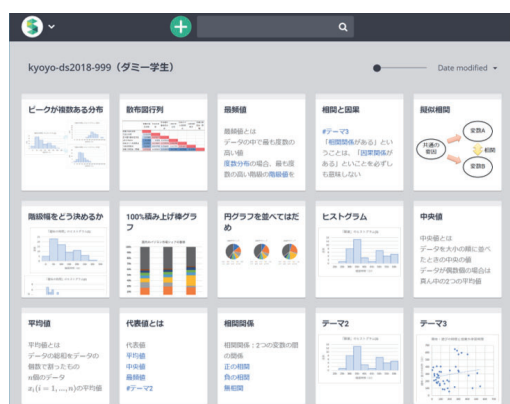 kyoyo-ds2018-999（ダミー学生）
Date modified
ピークが複数ある分布
散布図行列
最頻値
最頻値とは
データの中で最も度数の
高い値
度数分布の場合、最も度
数の高い階級の階級値を
相関と因果
#テーマ3
「相関関係がある」とい
うことは、「因果関係が
ある」ということを必ずし
も意味しない
疑似相関
共通の
要因
変数A
相関
変数B
階級幅をどう決めるか
100%積み上げ棒グラ
フ
円グラフを並べてはだ
め
ヒストグラム
中央値
中央値とは
データを大小の順に並べ
たときの中央の値
データが偶数個の場合は
真ん中の2つの平均値
平均値
平均値とは
データの総和をデータの
個数で割ったもの
n個のデータ
xᵢ(i = 1, ..., n)の平均値
代表値とは
代表値
平均値
中央値
最頻値
#テーマ2
相関関係
相関関係：2つの変数の間
の関係
正の相関
負の相関
無相関
テーマ2
テーマ3